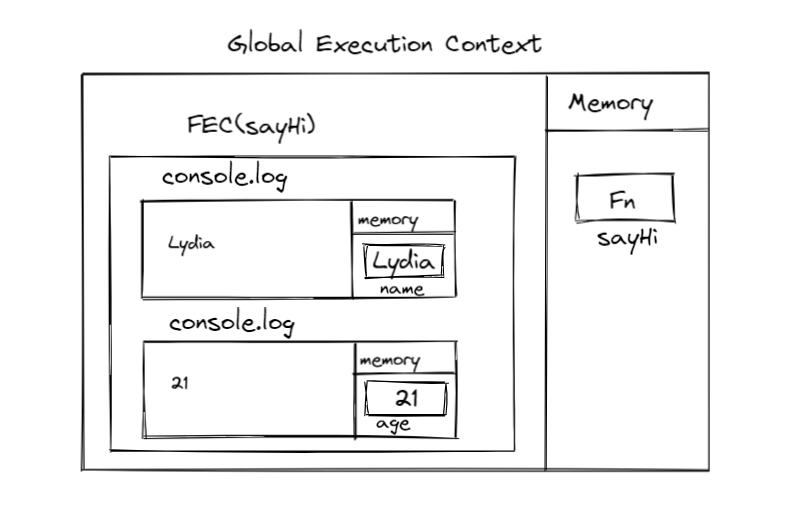 Global Execution Context
Memory
FEC(sayHi)
console.log
memory
Lydia
Lydia
name
Fn
sayHi
console.log
memory
21
21
age